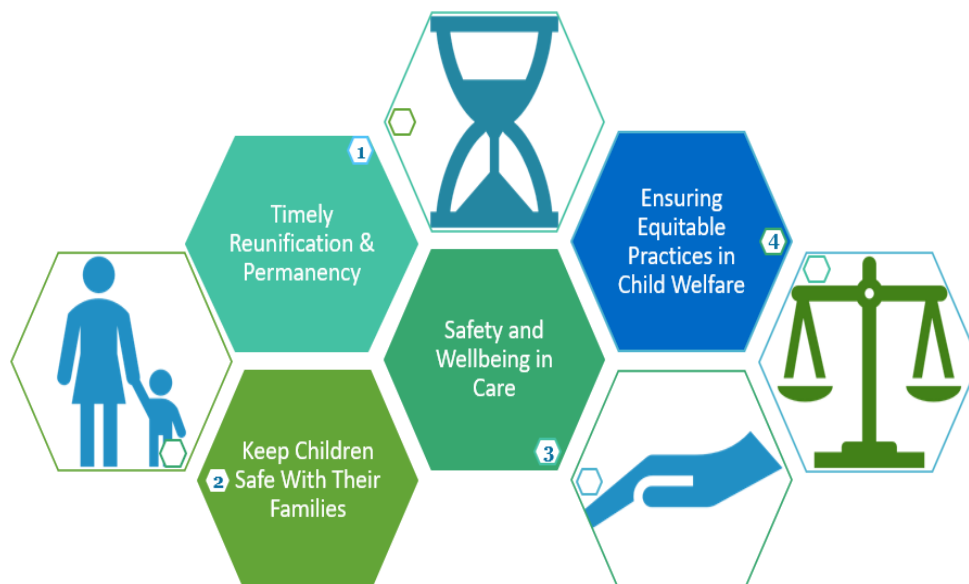 1
Timely
Reunification &
Permanency
2
Keep Children
Safe With Their
Families
Safety and
Wellbeing in
Care
3
Ensuring
Equitable
Practices in
Child Welfare
4